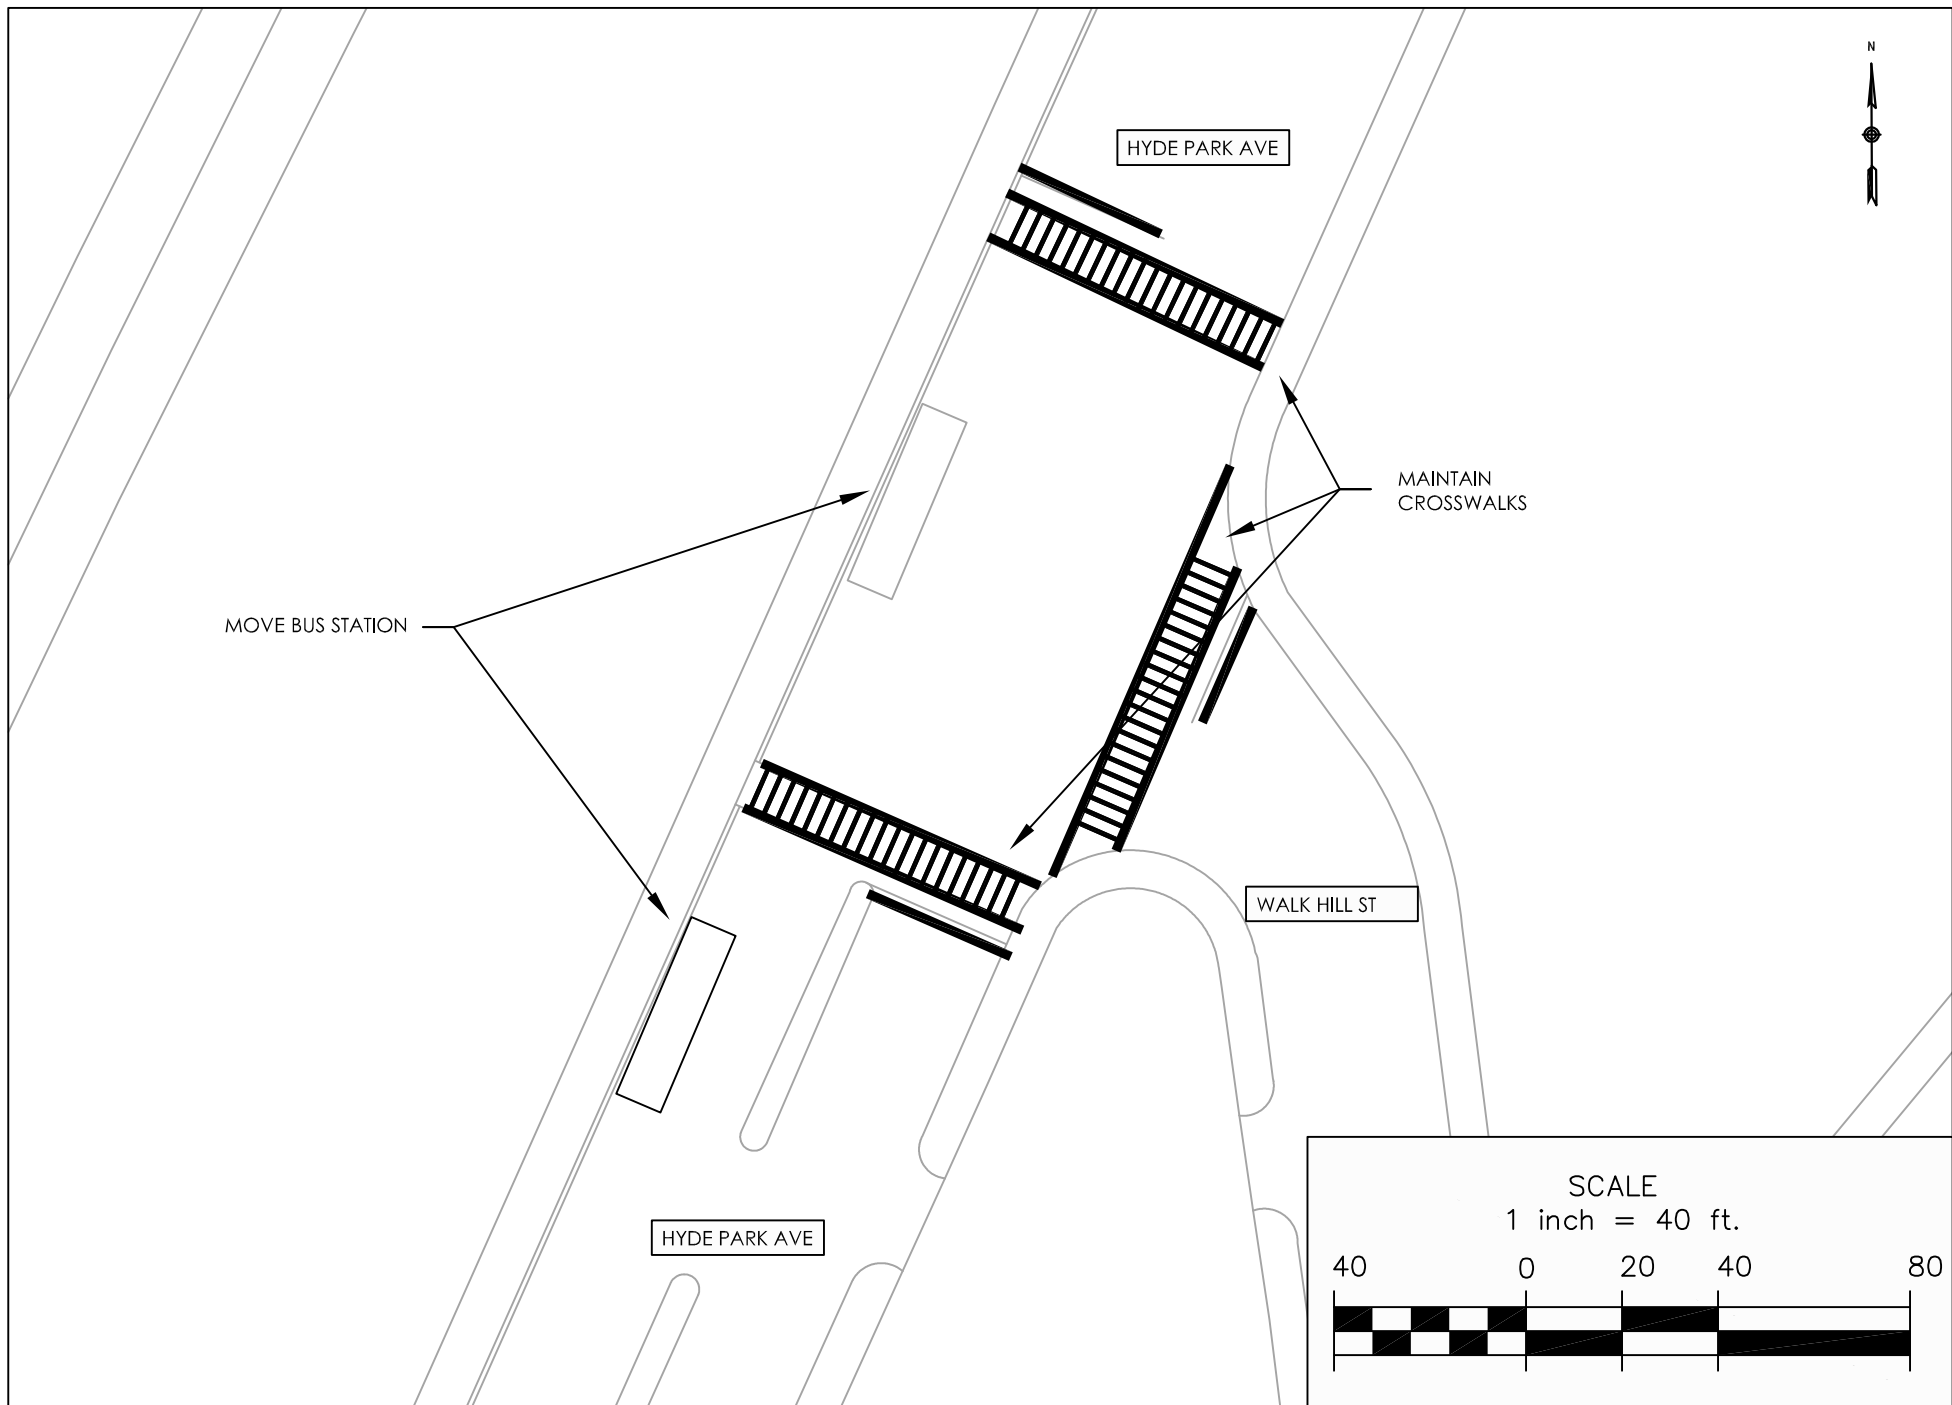 N
HYDE PARK AVE
MAINTAIN
CROSSWALKS
MOVE BUS STATION
WALK HILL ST
HYDE PARK AVE
SCALE
1 inch = 40 ft.
40 0 20 40 80